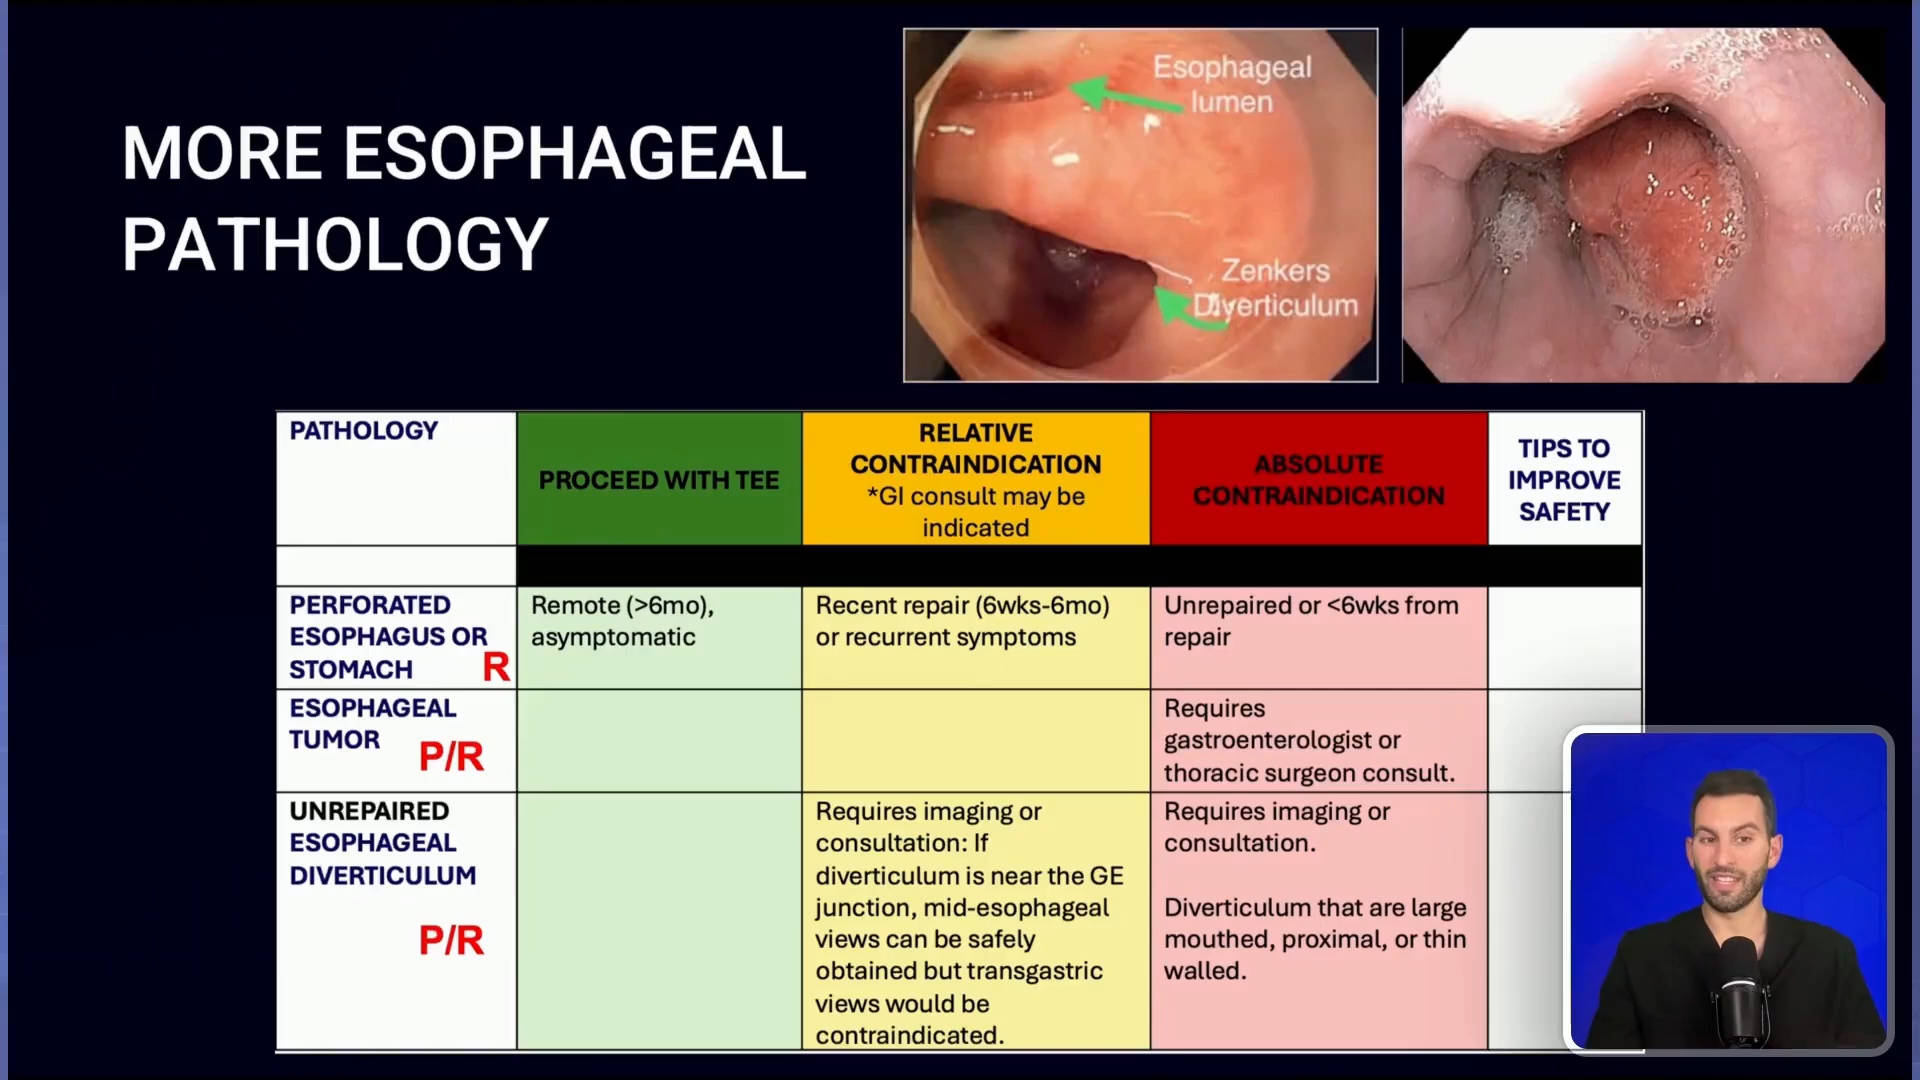 MORE ESOPHAGEAL
PATHOLOGY
Esophageal
lumen
Zenkers
Diverticulum
PATHOLOGY
PROCEED WITH TEE
RELATIVE
CONTRAINDICATION
*GI consult may be
indicated
ABSOLUTE
CONTRAINDICATION
TIPS TO
IMPROVE
SAFETY
PERFORATED
ESOPHAGUS OR
STOMACH R
Remote (>6mo),
asymptomatic
Recent repair (6wks-6mo)
or recurrent symptoms
Unrepaired or <6wks from
repair
ESOPHAGEAL
TUMOR
P/R
Requires
gastroenterologist or
thoracic surgeon consult.
UNREPAIRED
ESOPHAGEAL
DIVERTICULUM
P/R
Requires imaging or
consultation: If
diverticulum is near the GE
junction, mid-esophageal
views can be safely
obtained but transgastric
views would be
contraindicated.
Requires imaging or
consultation.
Diverticulum that are large
mouthed, proximal, or thin
walled.